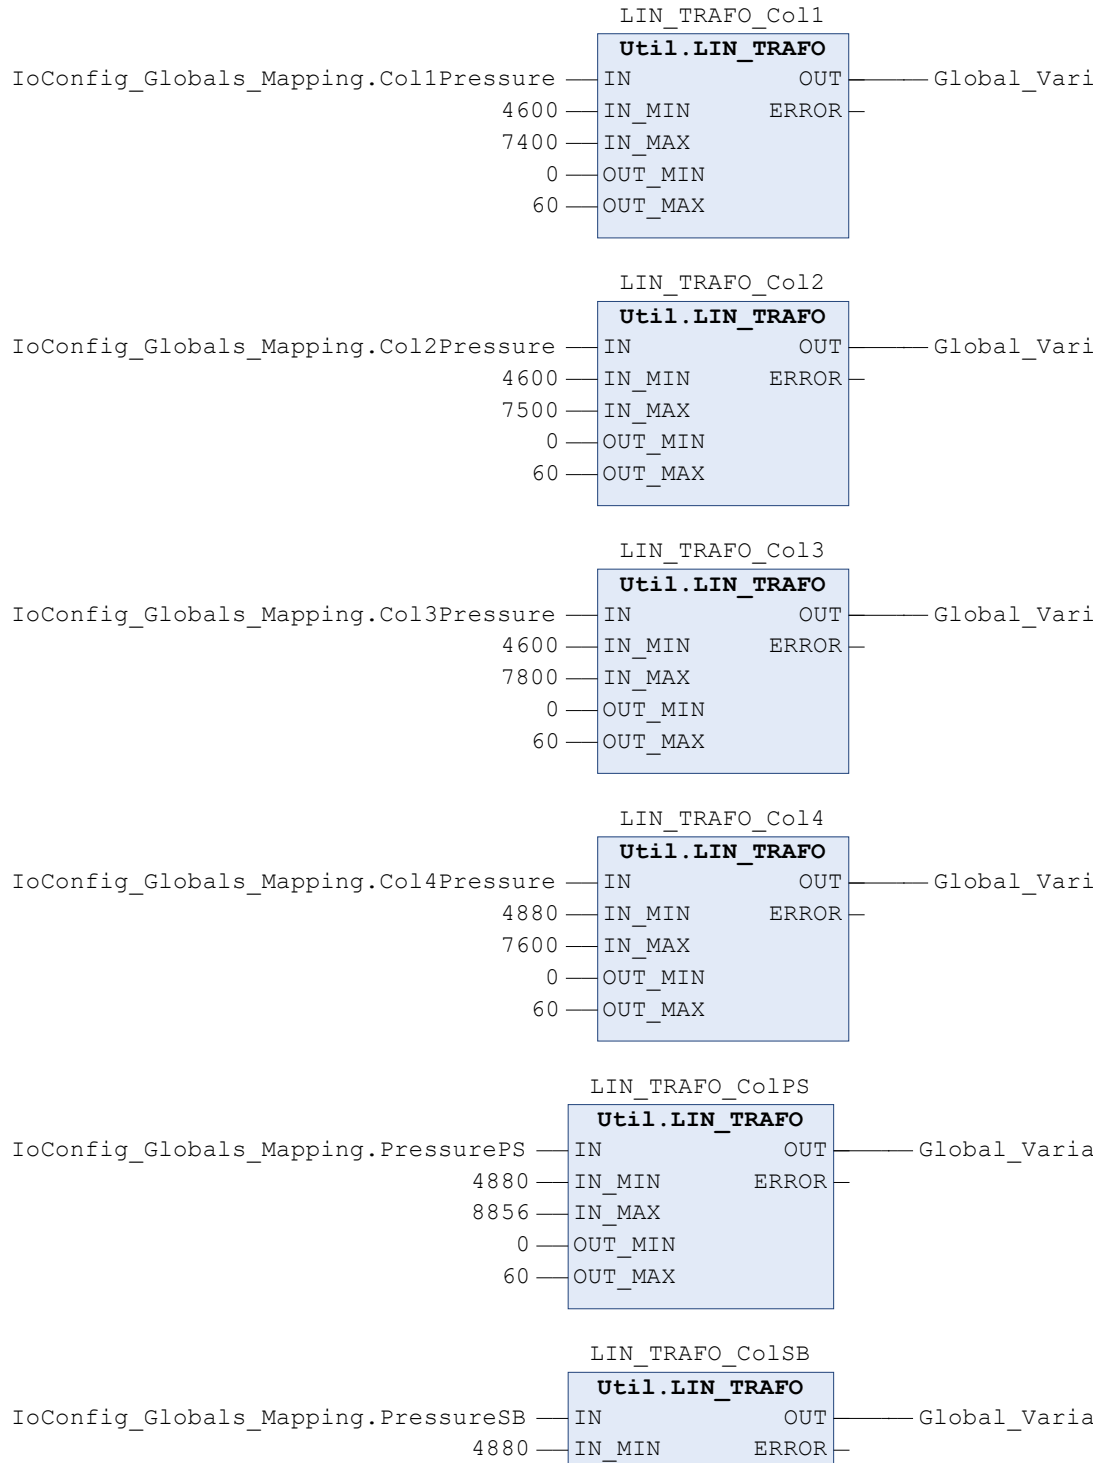 LIN_TRAFO_Col1
Util.LIN_TRAFO
IoConfig_Globals_Mapping.Col1Pressure IN OUT Global_Vari
4600 IN_MIN ERROR
7400 IN_MAX
0 OUT_MIN
60 OUT_MAX
LIN_TRAFO_Col2
Util.LIN_TRAFO
IoConfig_Globals_Mapping.Col2Pressure IN OUT Global_Vari
4600 IN_MIN ERROR
7500 IN_MAX
0 OUT_MIN
60 OUT_MAX
LIN_TRAFO_Col3
Util.LIN_TRAFO
IoConfig_Globals_Mapping.Col3Pressure IN OUT Global_Vari
4600 IN_MIN ERROR
7800 IN_MAX
0 OUT_MIN
60 OUT_MAX
LIN_TRAFO_Col4
Util.LIN_TRAFO
IoConfig_Globals_Mapping.Col4Pressure IN OUT Global_Vari
4880 IN_MIN ERROR
7600 IN_MAX
0 OUT_MIN
60 OUT_MAX
LIN_TRAFO_ColPS
Util.LIN_TRAFO
IoConfig_Globals_Mapping.PressurePS IN OUT Global_Varia
4880 IN_MIN ERROR
8856 IN_MAX
0 OUT_MIN
60 OUT_MAX
LIN_TRAFO_ColSB
Util.LIN_TRAFO
IoConfig_Globals_Mapping.PressureSB IN OUT Global_Varia
4880 IN_MIN ERROR